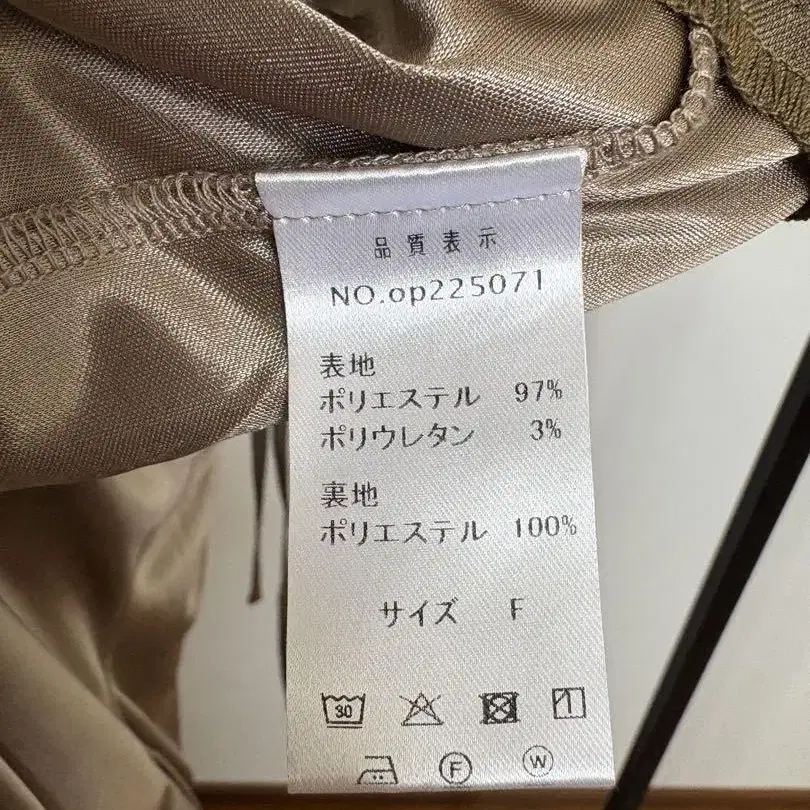 品質表示
NO.op225071
表地
ポリエステル 97%
ポリウレタン 3%
裏地
ポリエステル 100%
サイズ F
30
F W